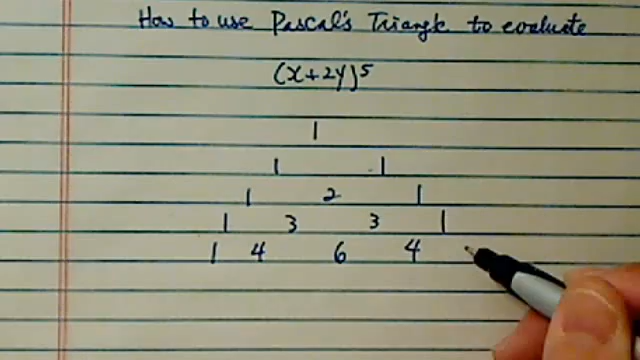 How to use Pascal's Triangle to evaluate
(x+2y)⁵
1
1 1
1 2 1
1 3 3 1
1 4 6 4